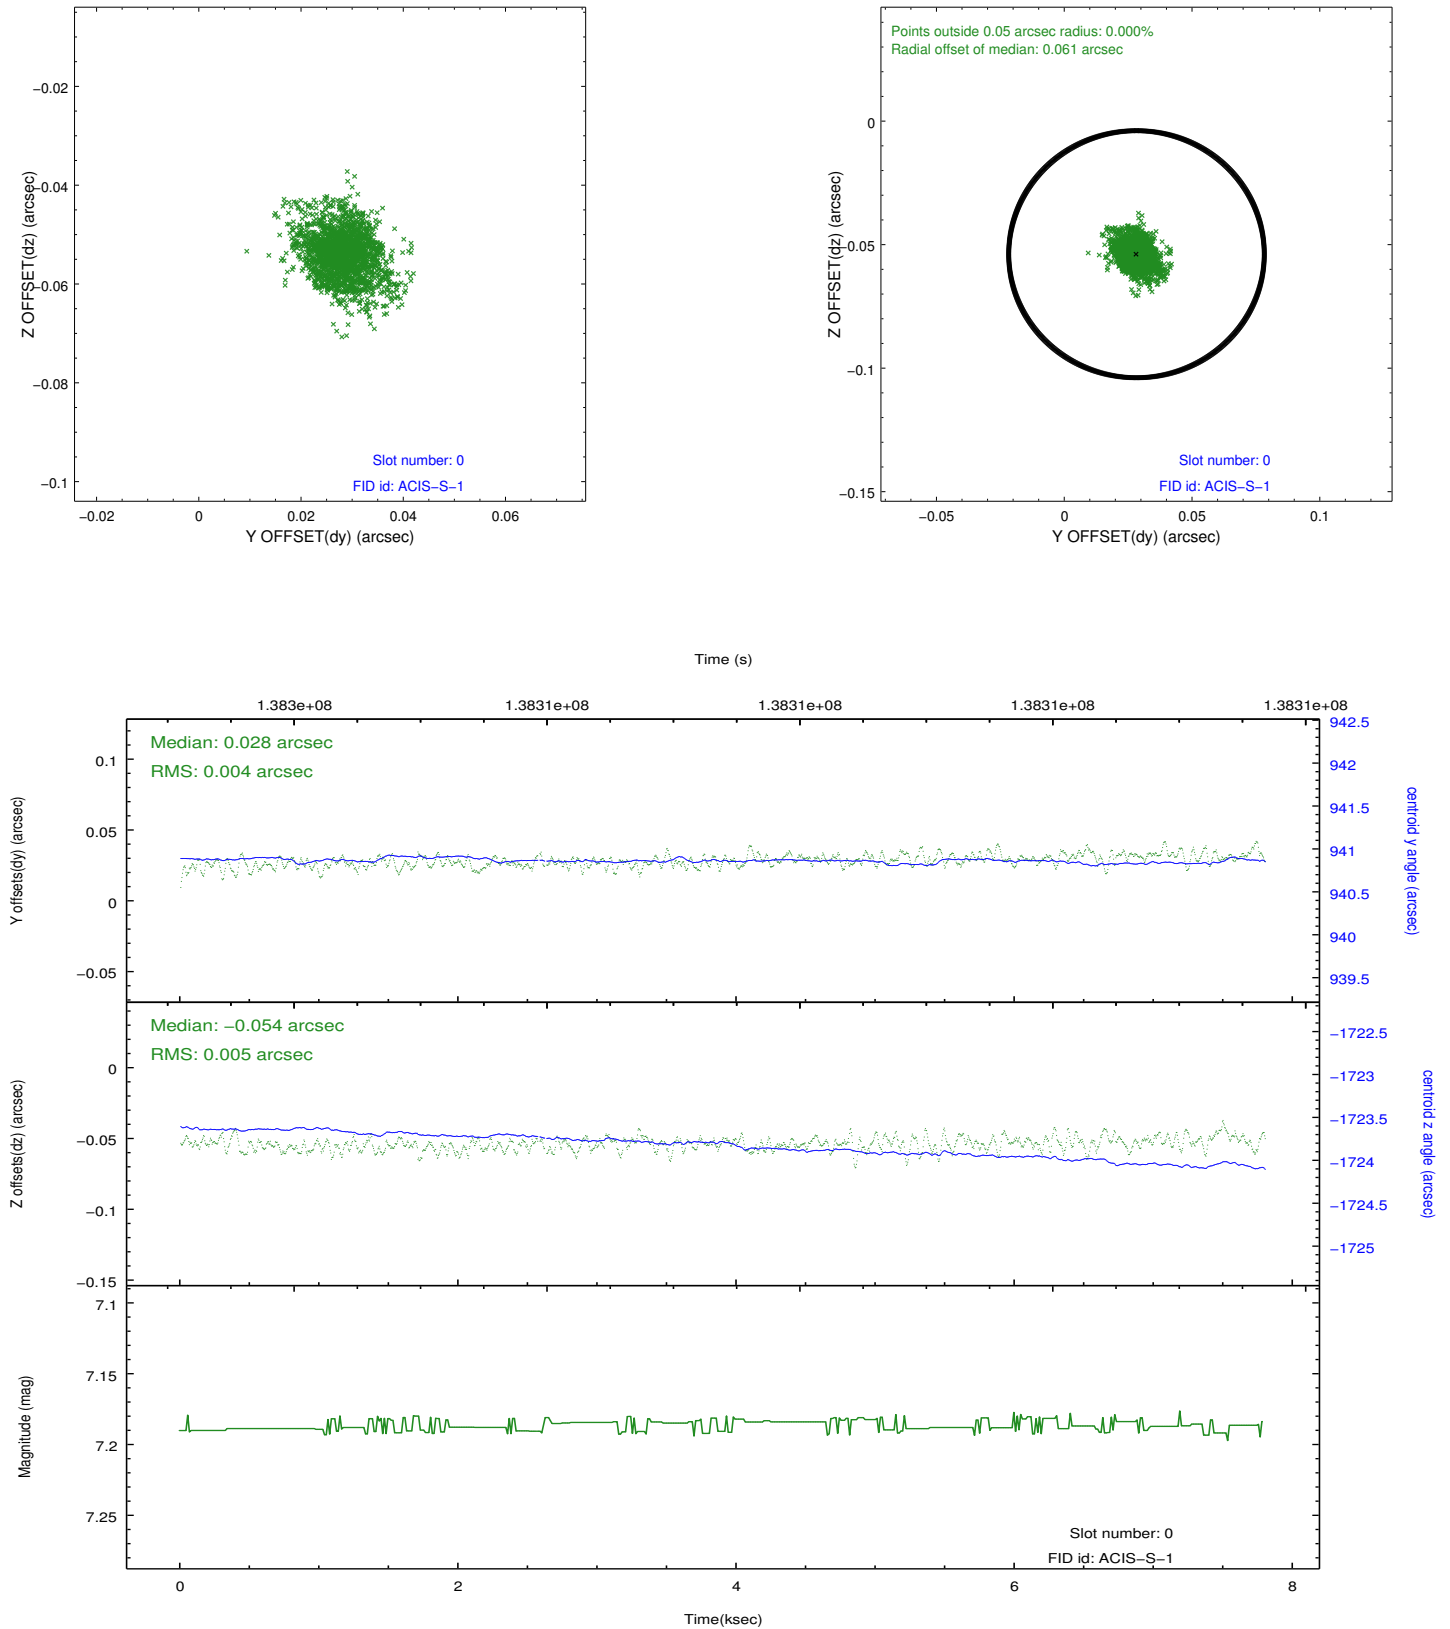 −0.02
−0.04
−0.06
−0.08
−0.1
Z OFFSET(dz) (arcsec)
Slot number: 0
FID id: ACIS−S−1
−0.02 0 0.02 0.04 0.06
Y OFFSET(dy) (arcsec)
Points outside 0.05 arcsec radius: 0.000%
Radial offset of median: 0.061 arcsec
0
−0.05
−0.1
−0.15
Z OFFSET(dz) (arcsec)
Slot number: 0
FID id: ACIS−S−1
−0.05 0 0.05 0.1
Y OFFSET(dy) (arcsec)
Time (s)
1.383e+08 1.3831e+08 1.3831e+08 1.3831e+08 1.3831e+08
Median: 0.028 arcsec
RMS: 0.004 arcsec
0.1
0.05
0
−0.05
Y offsets(dy) (arcsec)
942.5
942
941.5
941
940.5
940
939.5
centroid y angle (arcsec)
Median: −0.054 arcsec
RMS: 0.005 arcsec
0
−0.05
−0.1
−0.15
Z offsets(dz) (arcsec)
−1722.5
−1723
−1723.5
−1724
−1724.5
−1725
centroid z angle (arcsec)
7.1
7.15
7.2
7.25
Magnitude (mag)
Slot number: 0
FID id: ACIS−S−1
0 2 4 6 8
Time(ksec)